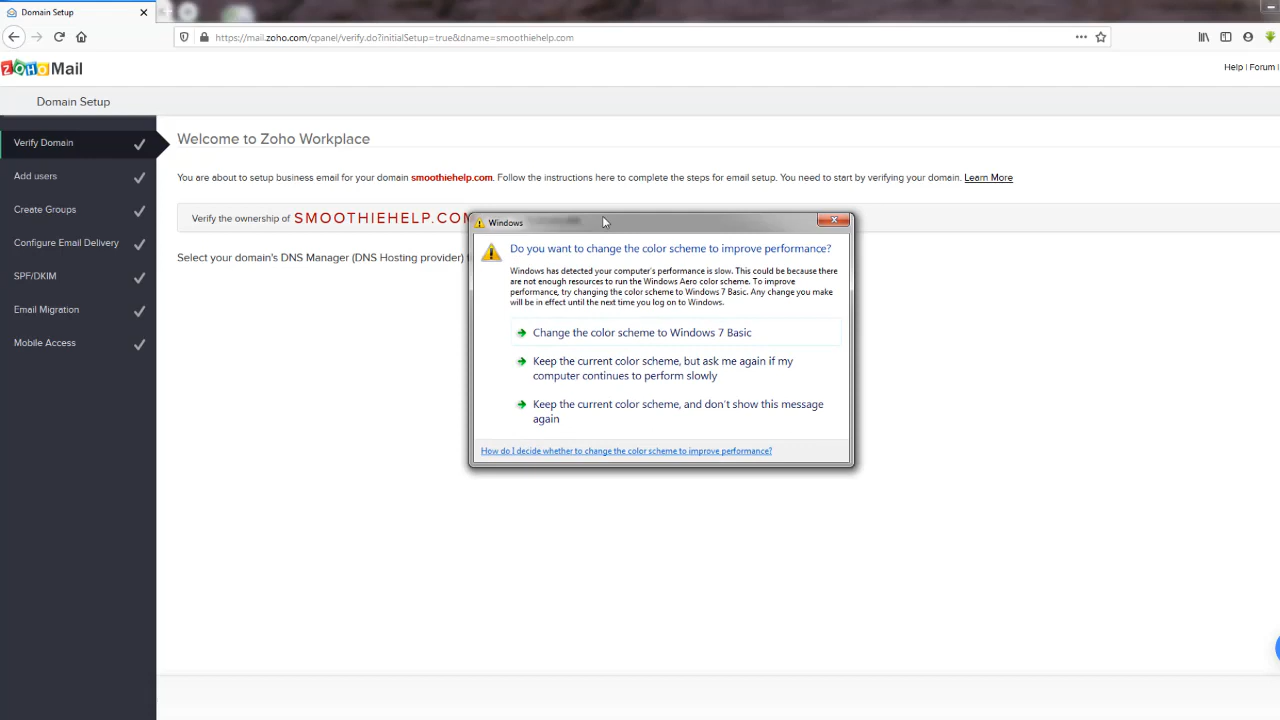 Domain Setup
https://mail.zoho.com/cpanel/verify.do?initialSetup=true&dname=smoothiehelp.com
ZOHO Mail
Help | Forum |
Domain Setup
Verify Domain
Add users
Create Groups
Configure Email Delivery
SPF/DKIM
Email Migration
Mobile Access
Welcome to Zoho Workplace
You are about to setup business email for your domain smoothiehelp.com. Follow the instructions here to complete the steps for email setup. You need to start by verifying your domain. Learn More
Verify the ownership of SMOOTHIEHELP.COM
Select your domain's DNS Manager (DNS Hosting provider)
Windows
Do you want to change the color scheme to improve performance?
Windows has detected your computer's performance is slow. This could be because there
are not enough resources to run the Windows Aero color scheme. To improve
performance, try changing the color scheme to Windows 7 Basic. Any change you make
will be in effect until the next time you log on to Windows.
Change the color scheme to Windows 7 Basic
Keep the current color scheme, but ask me again if my
computer continues to perform slowly
Keep the current color scheme, and don't show this message
again
How do I decide whether to change the color scheme to improve performance?